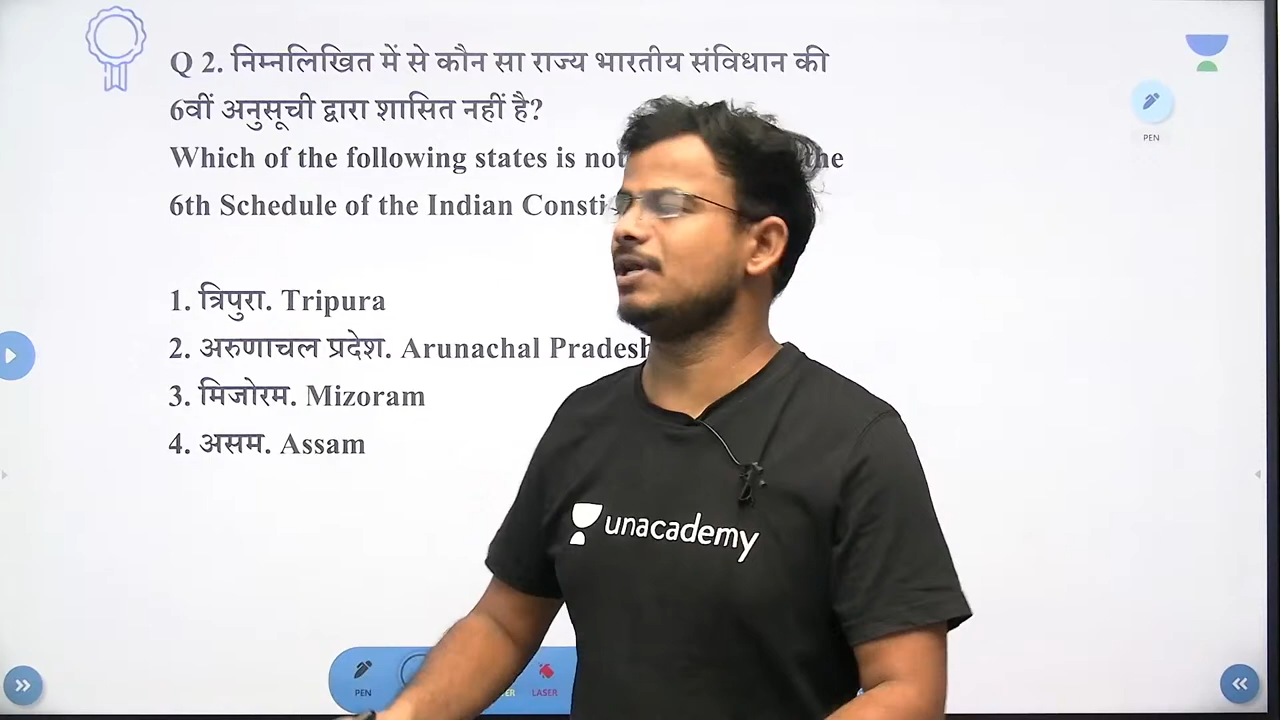 Q 2. निम्नलिखित में से कौन सा राज्य भारतीय संविधान की
6वीं अनुसूची द्वारा शासित नहीं है?
Which of the following states is not the
6th Schedule of the Indian
1. त्रिपुरा. Tripura
2. अरुणाचल प्रदेश. Arunachal Pradesh
3. मिजोरम. Mizoram
4. असम. Assam
PEN
unacademy
PEN
LASER